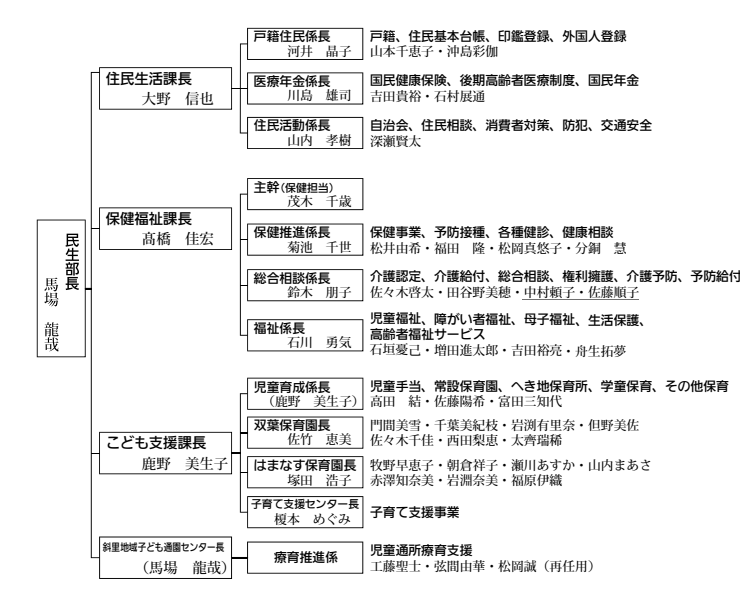 民生部長
馬場　龍哉
住民生活課長
大野　信也
戸籍住民係長
河井　晶子
戸籍、住民基本台帳、印鑑登録、外国人登録
山本千恵子・沖島彩伽
医療年金係長
川島　雄司
国民健康保険、後期高齢者医療制度、国民年金
吉田貴裕・石村展通
住民活動係長
山内　孝樹
自治会、住民相談、消費者対策、防犯、交通安全
深瀬賢太
保健福祉課長
髙橋　佳宏
主幹(保健担当)
茂木　千歳
保健推進係長
菊池　千世
保健事業、予防接種、各種健診、健康相談
松井由希・福田　隆・松岡真悠子・分銅　慧
総合相談係長
鈴木　朋子
介護認定、介護給付、総合相談、権利擁護、介護予防、予防給付
佐々木啓太・田谷野美穂・中村頼子・佐藤順子
福祉係長
石川　勇気
児童福祉、障がい者福祉、母子福祉、生活保護、
高齢者福祉サービス
石垣憂己・増田進太郎・吉田裕亮・舟生拓夢
こども支援課長
鹿野　美生子
児童育成係長
（鹿野　美生子）
児童手当、常設保育園、へき地保育所、学童保育、その他保育
高田　結・佐藤陽希・富田三知代
双葉保育園長
佐竹　恵美
門間美雪・千葉美紀枝・岩渕有里奈・但野美佐
佐々木千佳・西田梨恵・太齊瑞稀
はまなす保育園長
塚田　浩子
牧野早恵子・朝倉祥子・瀬川あすか・山内まあさ
赤澤知奈美・岩淵奈美・福原伊織
子育て支援センター長
榎本　めぐみ
子育て支援事業
斜里地域子ども通園センター長
（馬場　龍哉）
療育推進係
児童通所療育支援
工藤聖士・弦間由華・松岡誠（再任用）